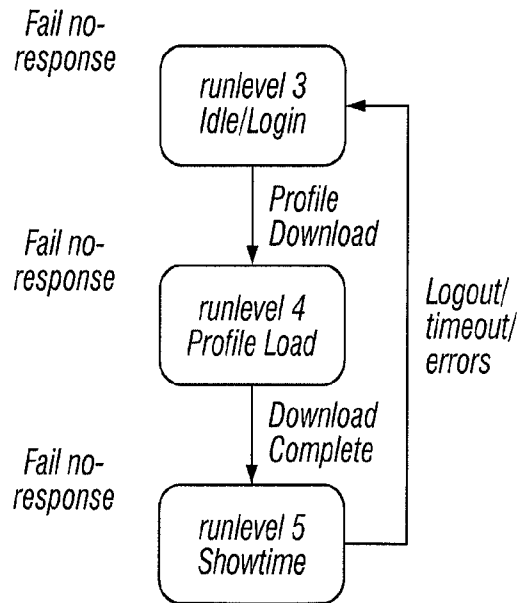 Fail no-
response
runlevel 3
Idle/Login
Profile
Download
Fail no-
response
runlevel 4
Profile Load
Logout/
timeout/
errors
Download
Complete
Fail no-
response
runlevel 5
Showtime